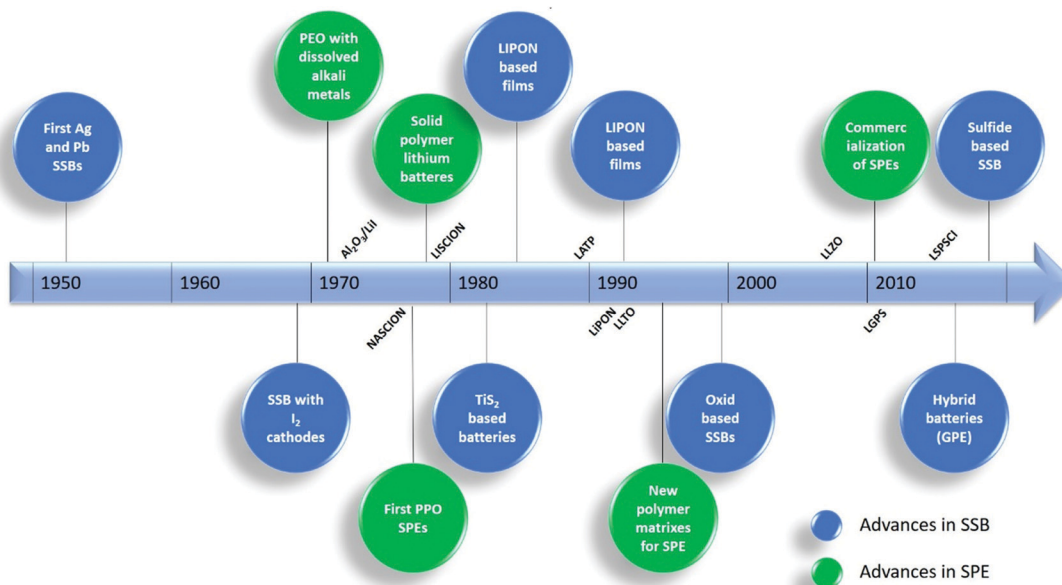 PEO with
dissolved
alkali
metals
LIPON
based
films
First Ag
and Pb
SSBs
Solid
polymer
lithium
batteres
LIPON
based
films
Commerc
ialization
of SPEs
Sulfide
based
SSB
Al₂O₃/LiI
LISCION
LATP
LLZO
LSPSCI
1950
1960
1970
1980
1990
2000
2010
NASCION
LiPON
LLTO
LGPS
SSB with
I₂
cathodes
TiS₂
based
batteries
Oxid
based
SSBs
Hybrid
batteries
(GPE)
First PPO
SPEs
New
polymer
matrixes
for SPE
Advances in SSB
Advances in SPE